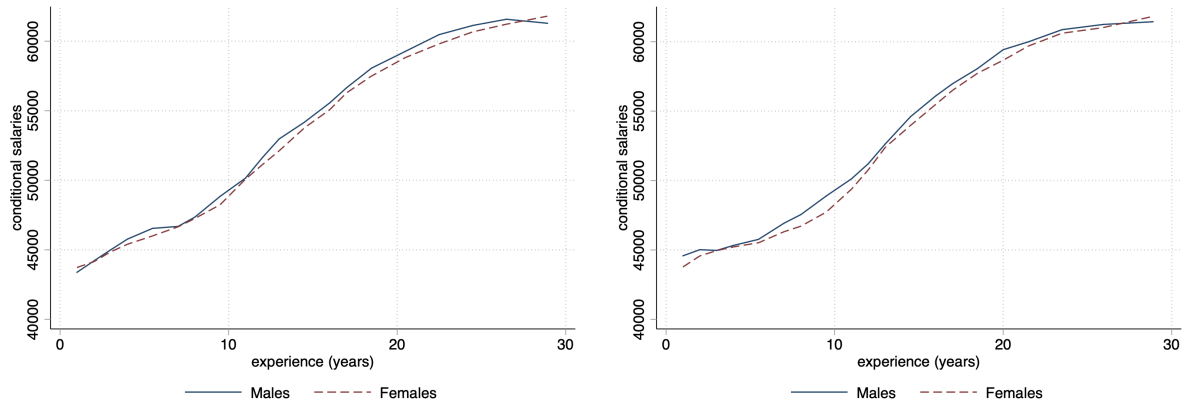 conditional salaries
60000
55000
50000
45000
40000
0 10 20 30
experience (years)
Males Females
conditional salaries
60000
55000
50000
45000
40000
0 10 20 30
experience (years)
Males Females